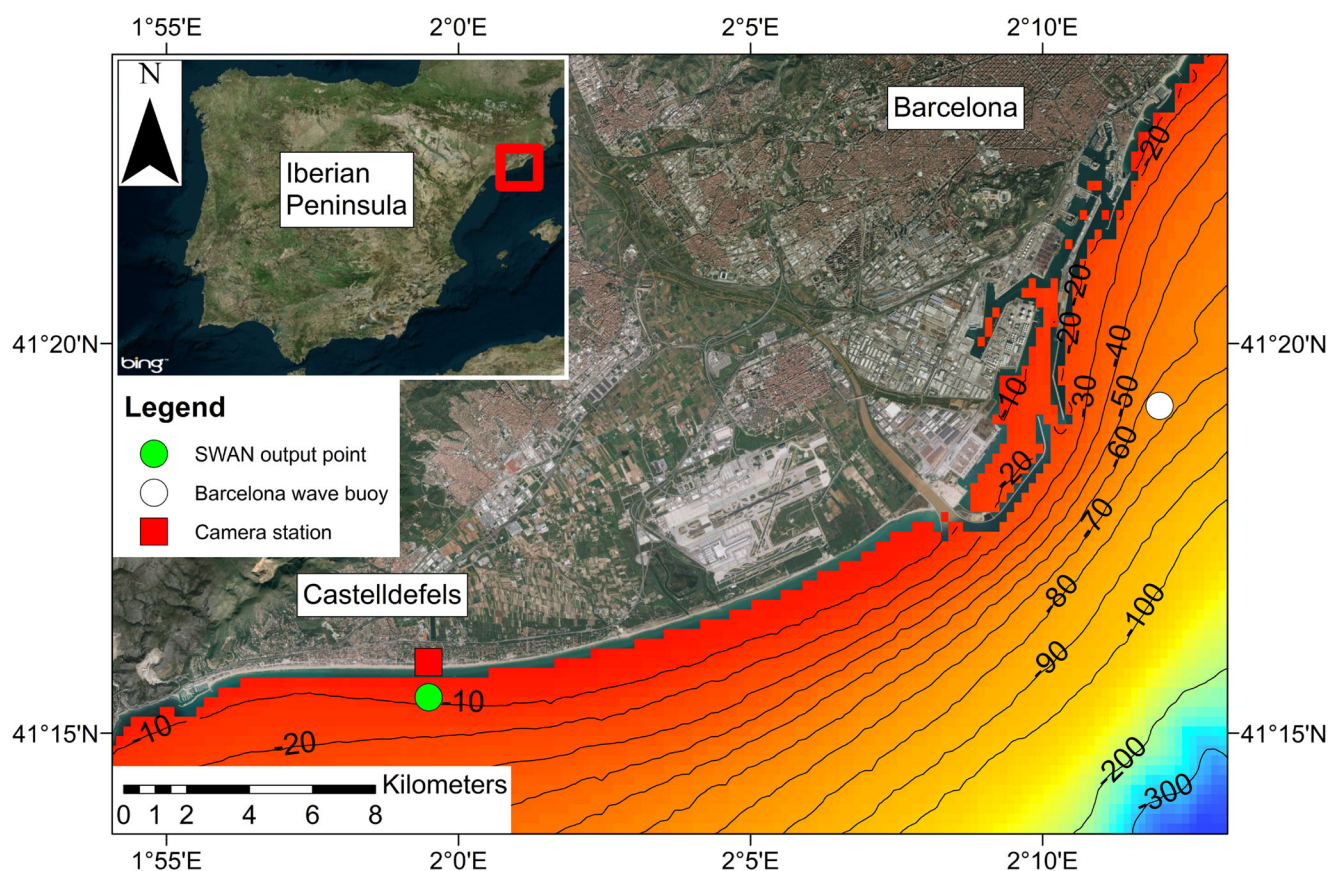 1°55'E
2°0'E
2°5'E
2°10'E
N
Iberian
Peninsula
bing™
Barcelona
41°20'N
41°20'N
Legend
SWAN output point
Barcelona wave buoy
Camera station
Castelldefels
-20
-20
-20
-40
-10
-30
-50
-60
-20
-70
-80
-100
-90
-10
-10
-20
-200
-300
41°15'N
41°15'N
Kilometers
0 1 2 4 6 8
1°55'E
2°0'E
2°5'E
2°10'E